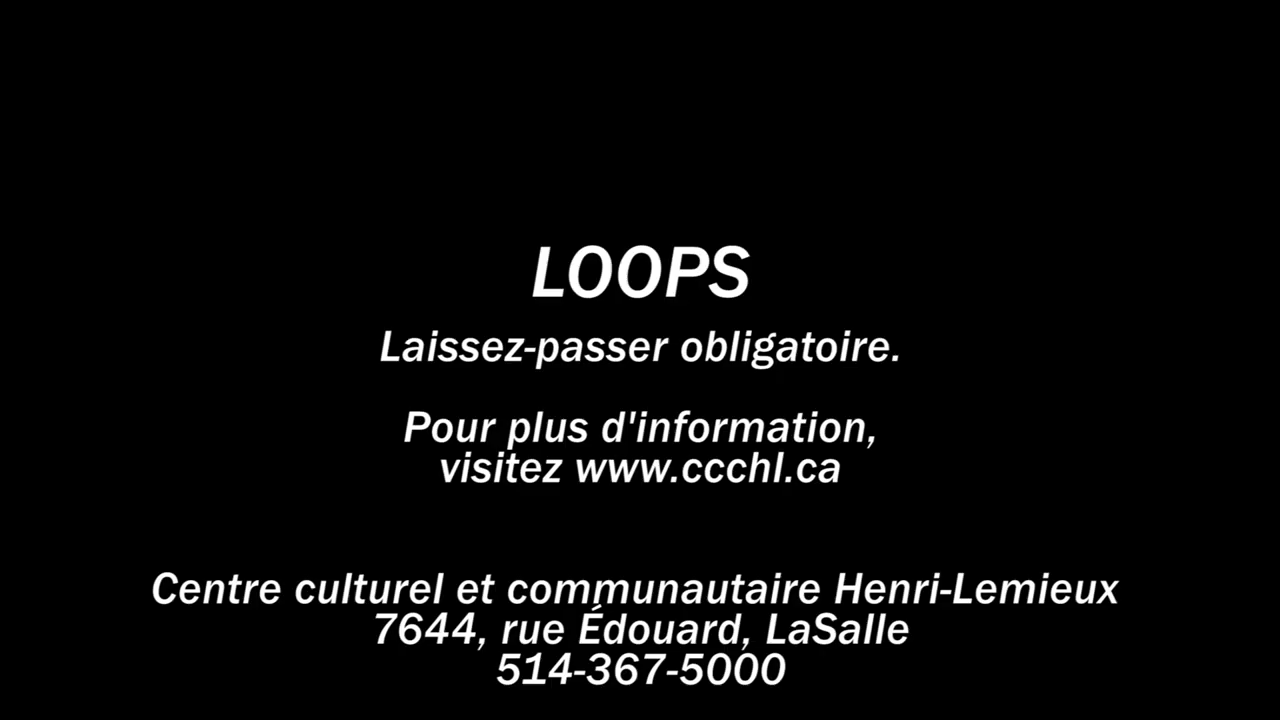 LOOPS
Laissez-passer obligatoire.
Pour plus d'information,
visitez www.ccchl.ca
Centre culturel et communautaire Henri-Lemieux
7644, rue Édouard, LaSalle
514-367-5000